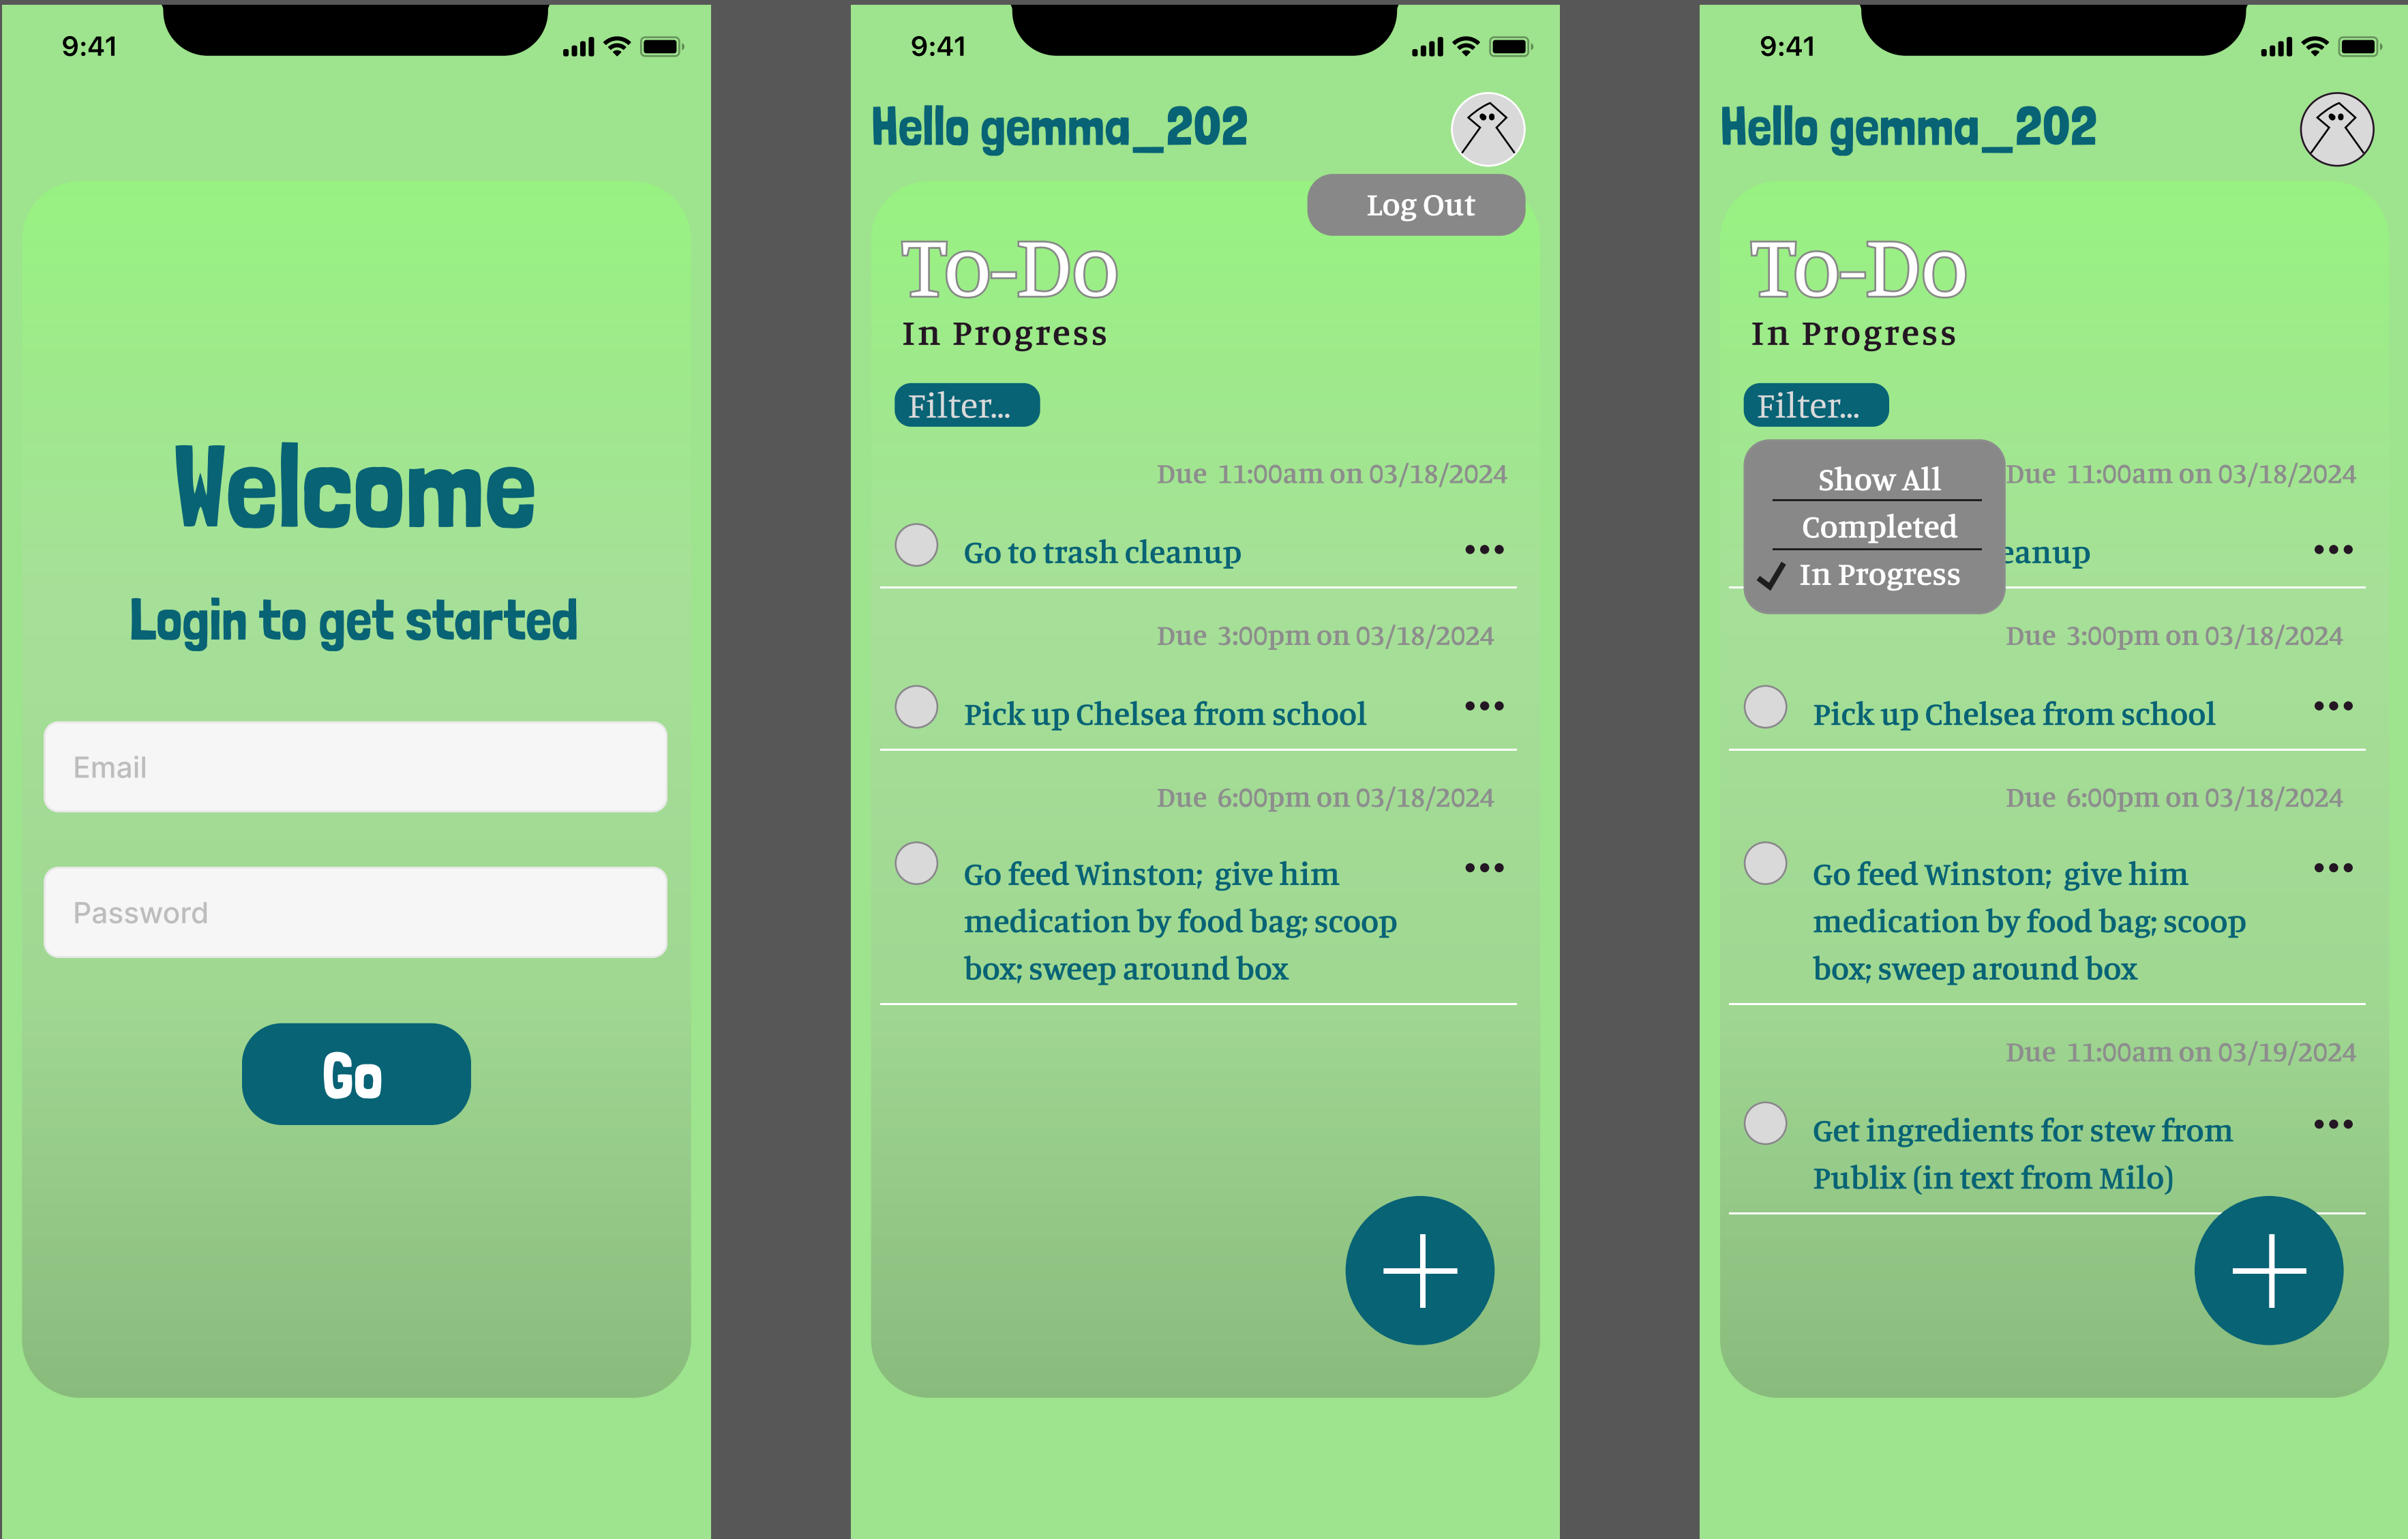 9:41
Welcome
Login to get started
Email
Password
Go
9:41
Hello gemma_202
Log Out
To-Do
In Progress
Filter...
Due 11:00am on 03/18/2024
Go to trash cleanup
Due 3:00pm on 03/18/2024
Pick up Chelsea from school
Due 6:00pm on 03/18/2024
Go feed Winston; give him
medication by food bag; scoop
box; sweep around box
9:41
Hello gemma_202
To-Do
In Progress
Filter...
Show All
Completed
In Progress
Due 11:00am on 03/18/2024
eanup
Due 3:00pm on 03/18/2024
Pick up Chelsea from school
Due 6:00pm on 03/18/2024
Go feed Winston; give him
medication by food bag; scoop
box; sweep around box
Due 11:00am on 03/19/2024
Get ingredients for stew from
Publix (in text from Milo)